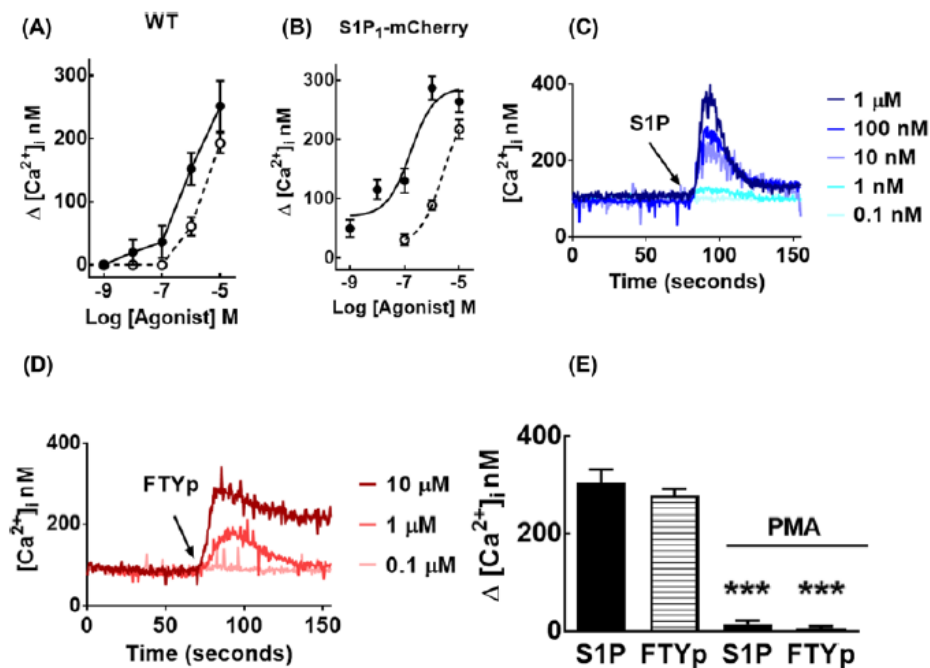 (A)
WT
Δ [Ca²⁺]ᵢ nM
300
200
100
0
-9
-7
-5
Log [Agonist] M
(B)
S1P₁-mCherry
Δ [Ca²⁺]ᵢ nM
300
200
100
0
-9
-7
-5
Log [Agonist] M
(C)
[Ca²⁺]ᵢ nM
400
200
0
S1P
0
50
100
150
Time (seconds)
1 μM
100 nM
10 nM
1 nM
0.1 nM
(D)
[Ca²⁺]ᵢ nM
400
200
0
FTYp
0
50
100
150
Time (seconds)
10 μM
1 μM
0.1 μM
(E)
Δ [Ca²⁺]ᵢ nM
400
200
0
PMA
*** ***
S1P FTYp S1P FTYp